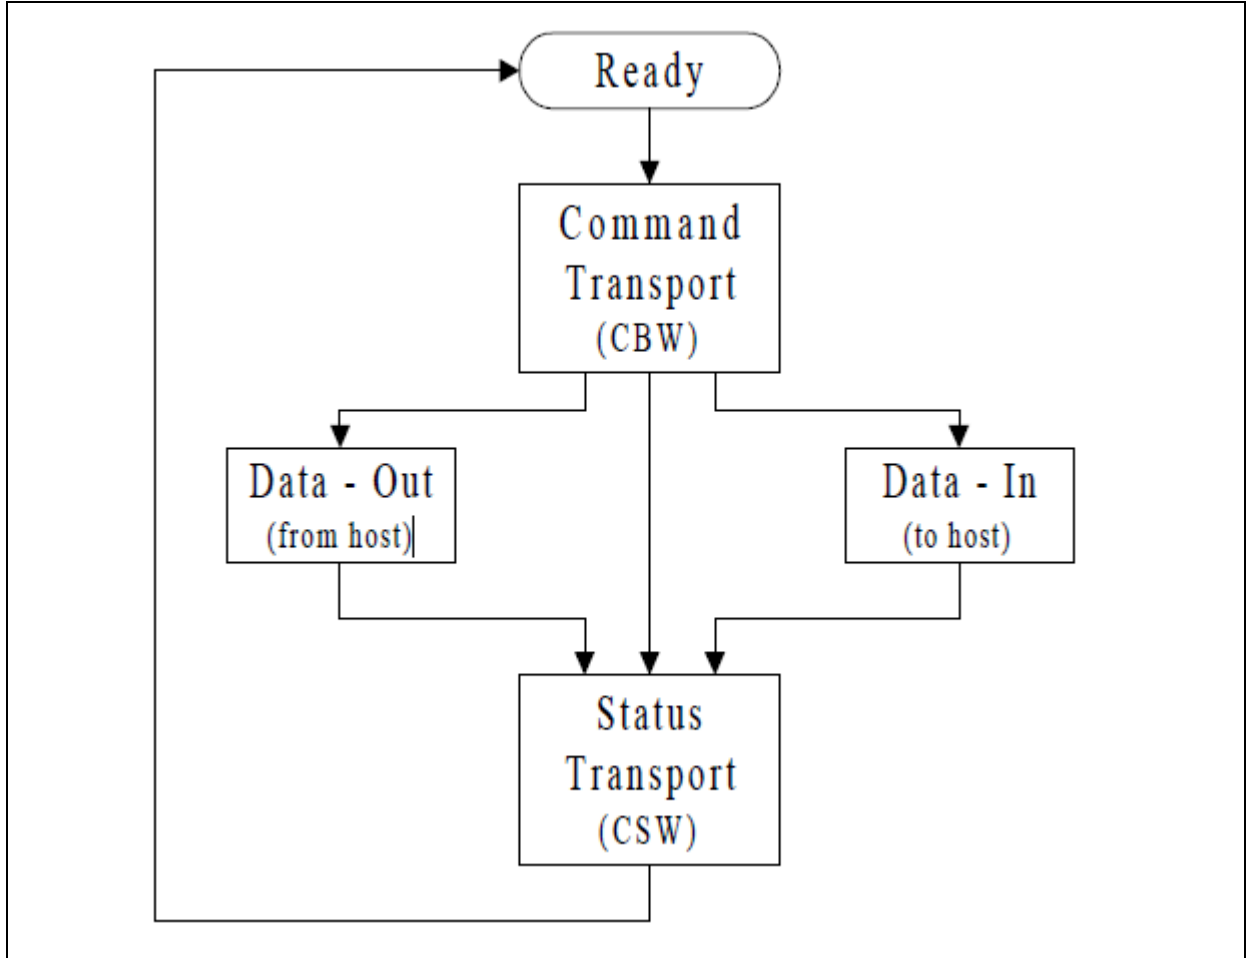 Ready
Command
Transport
(CBW)
Data - Out
(from host)
Data - In
(to host)
Status
Transport
(CSW)